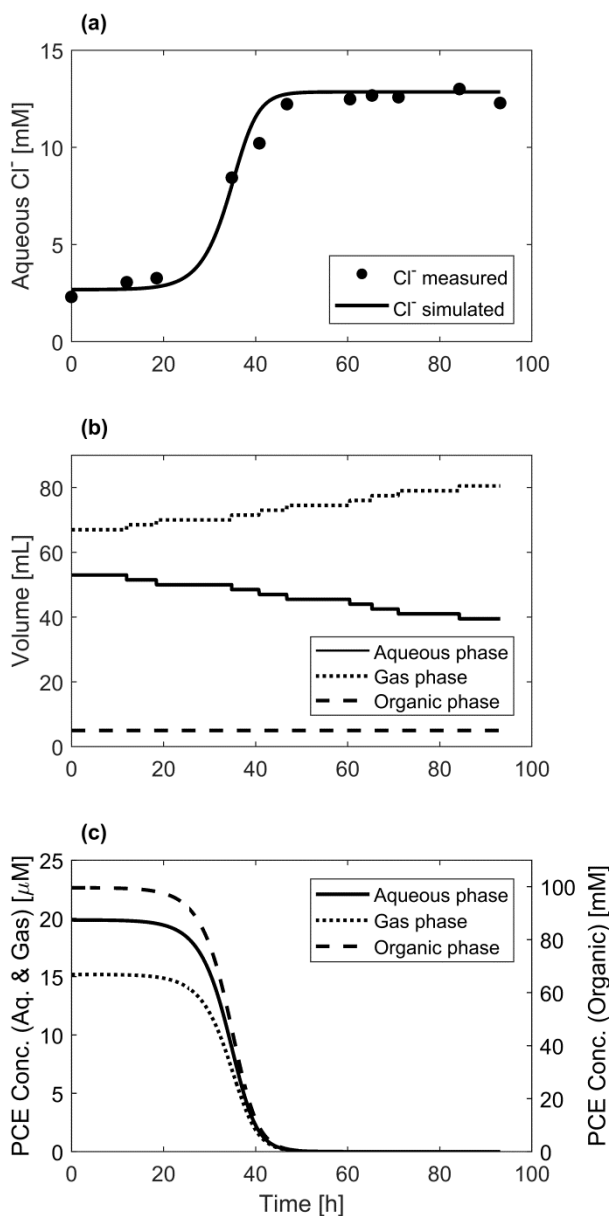 (a)
15
10
5
0
Aqueous Cl⁻ [mM]
Cl⁻ measured
Cl⁻ simulated
0 20 40 60 80 100
(b)
80
60
40
20
0
Volume [mL]
Aqueous phase
Gas phase
Organic phase
0 20 40 60 80 100
(c)
25
20
15
10
5
0
PCE Conc. (Aq. & Gas) [μM]
Aqueous phase
Gas phase
Organic phase
100
80
60
40
20
0
PCE Conc. (Organic) [mM]
0 20 40 60 80 100
Time [h]